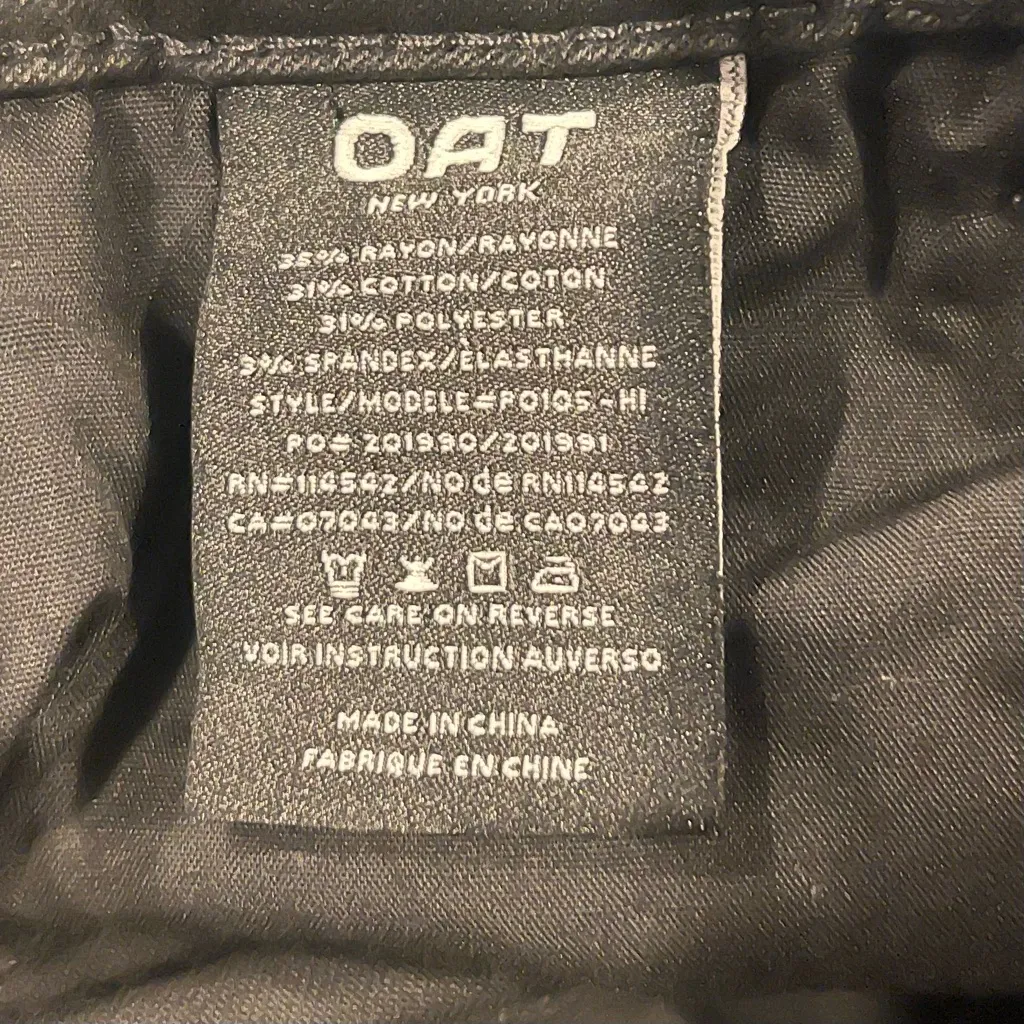 OAT
NEW YORK
35% RAYON/RAYONNE
31% COTTON/COTON
31% POLYESTER
3% SPANDEX/ÈLASTHANNE
STYLE/MODELE#P0105-HI
PO# 201990/201991
RN#114542/NO de RN114542
CA#07043/NO de CA07043
SEE CARE ON REVERSE
VOIR INSTRUCTION AUVERSO
MADE IN CHINA
FABRIQUE EN CHINE